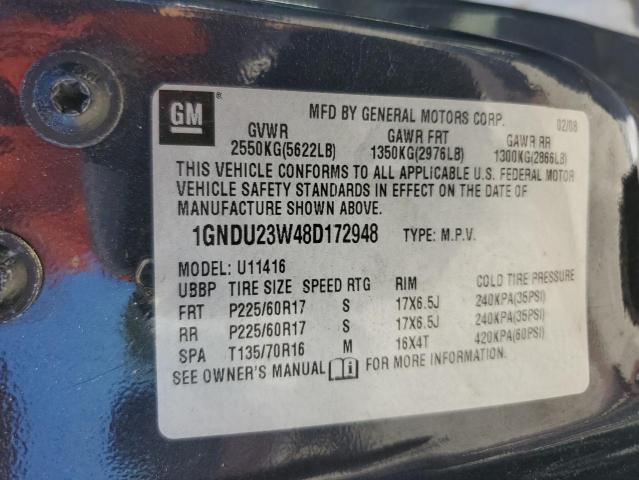 GM ®
MFD BY GENERAL MOTORS CORP. 02/08
GVWR GAWR FRT GAWR RR
2550KG(5622LB) 1350KG(2976LB) 1300KG(2866LB)
THIS VEHICLE CONFORMS TO ALL APPLICABLE U.S. FEDERAL MOTOR
VEHICLE SAFETY STANDARDS IN EFFECT ON THE DATE OF
MANUFACTURE SHOWN ABOVE.
1GNDU23W48D172948 TYPE: M.P.V.
MODEL: U11416
UBBP TIRE SIZE SPEED RTG RIM COLD TIRE PRESSURE
FRT P225/60R17 S 17X6.5J 240KPA(35PSI)
RR P225/60R17 S 17X6.5J 240KPA(35PSI)
SPA T135/70R16 M 16X4T 420KPA(60PSI)
SEE OWNER'S MANUAL FOR MORE INFORMATION.